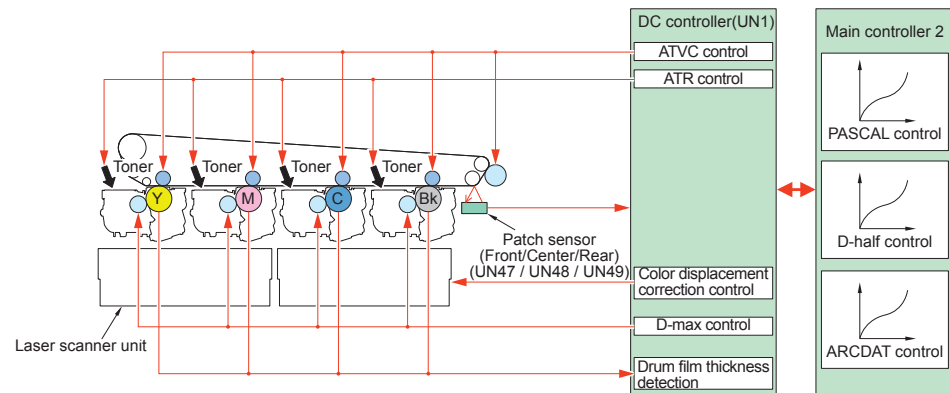 DC controller(UN1)
Main controller 2
ATVC control
ATR control
PASCAL control
Toner
Toner
Toner
Toner
Y
M
C
Bk
Patch sensor
(Front/Center/Rear)
(UN47 / UN48 / UN49)
D-half control
Color displacement
correction control
D-max control
Laser scanner unit
ARCDAT control
Drum film thickness
detection